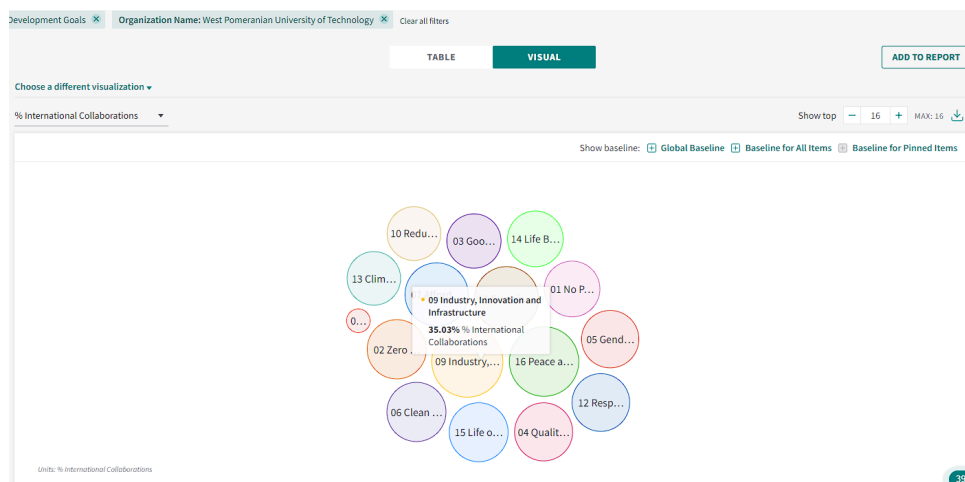 Development Goals ×
Organization Name: West Pomeranian University of Technology ×
Clear all filters
TABLE
VISUAL
ADD TO REPORT
Choose a different visualization
% International Collaborations
Show top − 16 + MAX: 16
Show baseline: Global Baseline Baseline for All Items Baseline for Pinned Items
10 Redu...
03 Goo...
14 Life B...
13 Clim...
01 No P...
09 Industry, Innovation and
Infrastructure
35.03% % International
Collaborations
0...
02 Zero ...
09 Industry,...
16 Peace a...
05 Gend...
06 Clean ...
12 Resp...
15 Life o...
04 Qualit...
Units: % International Collaborations
39